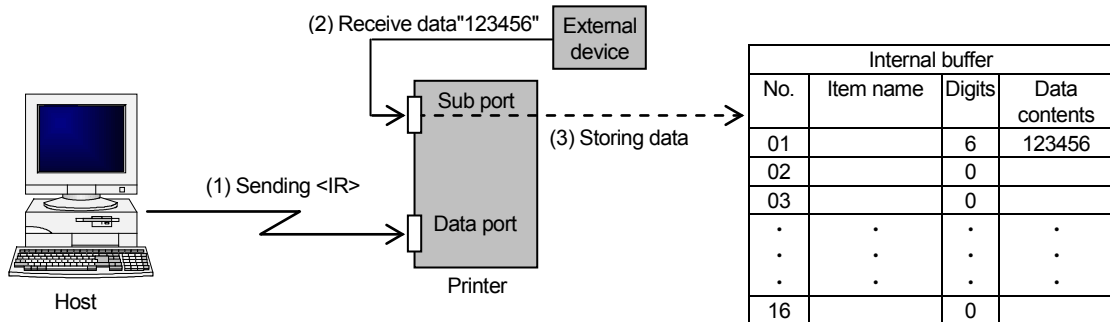 (2) Receive data"123456"
External
device
Sub port
(3) Storing data
(1) Sending <IR>
Data port
Printer
Host
Internal buffer
No. Item name Digits Data
contents
01 6 123456
02 0
03 0
. . . .
. . . .
. . . .
16 0